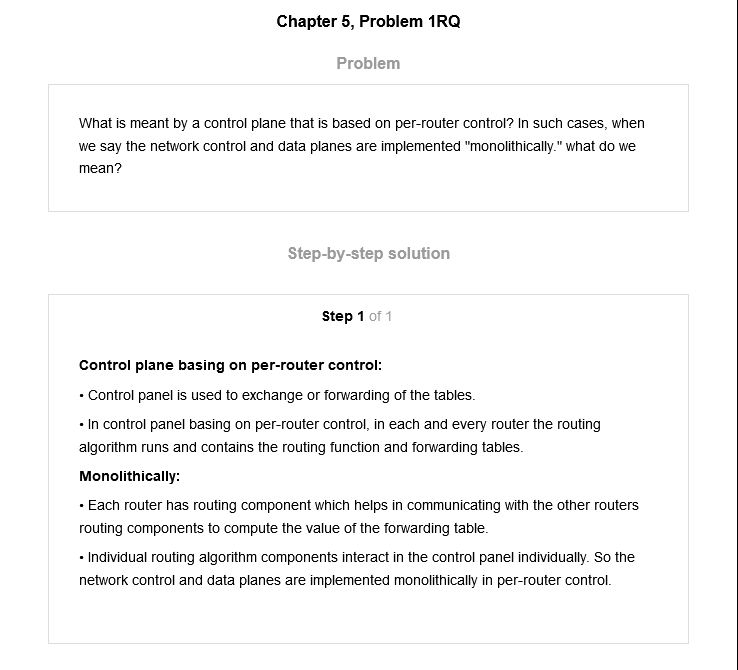 Chapter 5, Problem 1RQ
Problem
What is meant by a control plane that is based on per-router control? In such cases, when
we say the network control and data planes are implemented "monolithically." what do we
mean?
Step-by-step solution
Step 1 of 1
Control plane basing on per-router control:
• Control panel is used to exchange or forwarding of the tables.
• In control panel basing on per-router control, in each and every router the routing
algorithm runs and contains the routing function and forwarding tables.
Monolithically:
• Each router has routing component which helps in communicating with the other routers
routing components to compute the value of the forwarding table.
• Individual routing algorithm components interact in the control panel individually. So the
network control and data planes are implemented monolithically in per-router control.